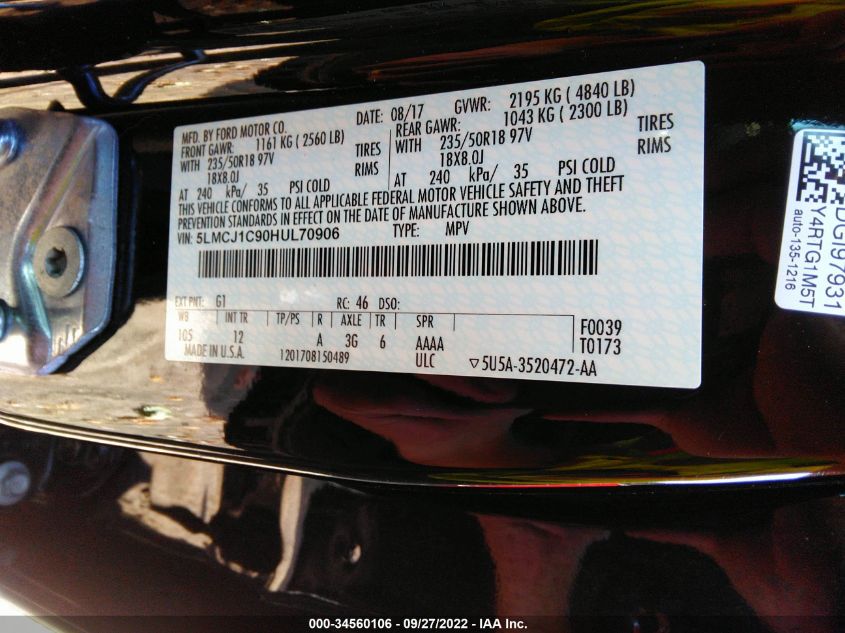 MFD. BY FORD MOTOR CO.
DATE: 08/17 GVWR: 2195 KG ( 4840 LB)
FRONT GAWR: 1161 KG ( 2560 LB) REAR GAWR: 1043 KG ( 2300 LB)
WITH 235/50R18 97V TIRES WITH 235/50R18 97V TIRES
18X8.0J RIMS 18X8.0J RIMS
AT 240 kPa/ 35 PSI COLD AT 240 kPa/ 35 PSI COLD
THIS VEHICLE CONFORMS TO ALL APPLICABLE FEDERAL MOTOR VEHICLE SAFETY AND THEFT
PREVENTION STANDARDS IN EFFECT ON THE DATE OF MANUFACTURE SHOWN ABOVE.
VIN: 5LMCJ1C90HUL70906 TYPE: MPV
EXT PNT: G1 RC: 46 DSO:
WB INT TR TP/PS R AXLE TR SPR
105 12 A 3G 6 AAAA
F0039
T0173
MADE IN U.S.A. 1201708150489 ULC ▽5U5A-3520472-AA
DGI97931
Y4RTG1M5T
auto-135-1216
000-34560106 - 09/27/2022 - IAA Inc.